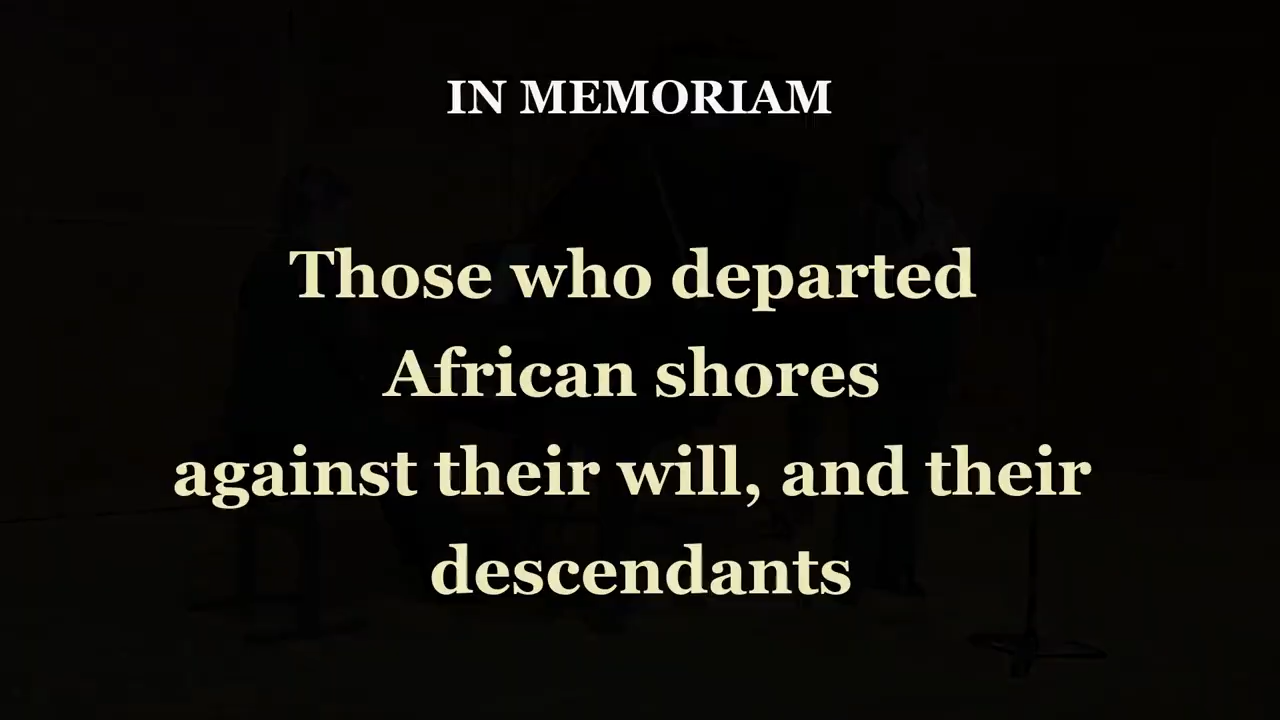 IN MEMORIAM
Those who departed
African shores
against their will, and their
descendants